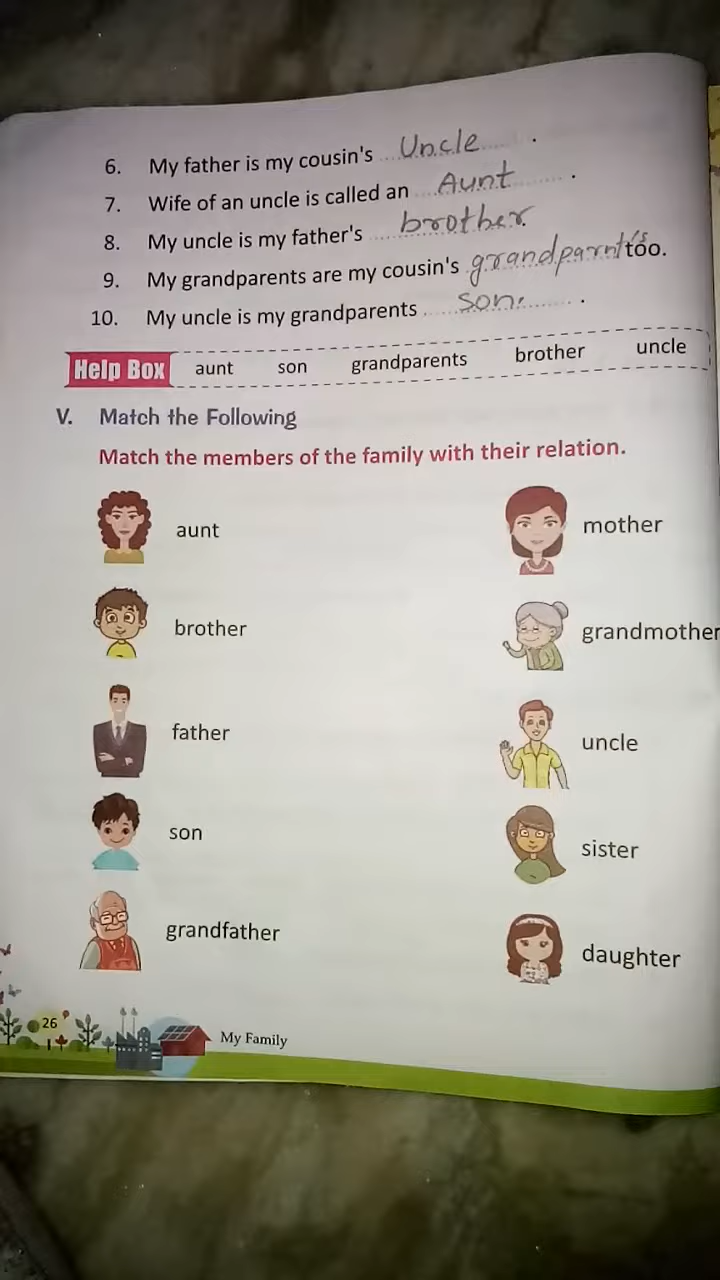 6. My father is my cousin's Uncle.
7. Wife of an uncle is called an Aunt.
8. My uncle is my father's brother.
9. My grandparents are my cousin's grandparnt's too.
10. My uncle is my grandparents son.
Help Box aunt son grandparents brother uncle
V. Match the Following
Match the members of the family with their relation.
aunt mother
brother grandmother
father uncle
son sister
grandfather daughter
26 My Family